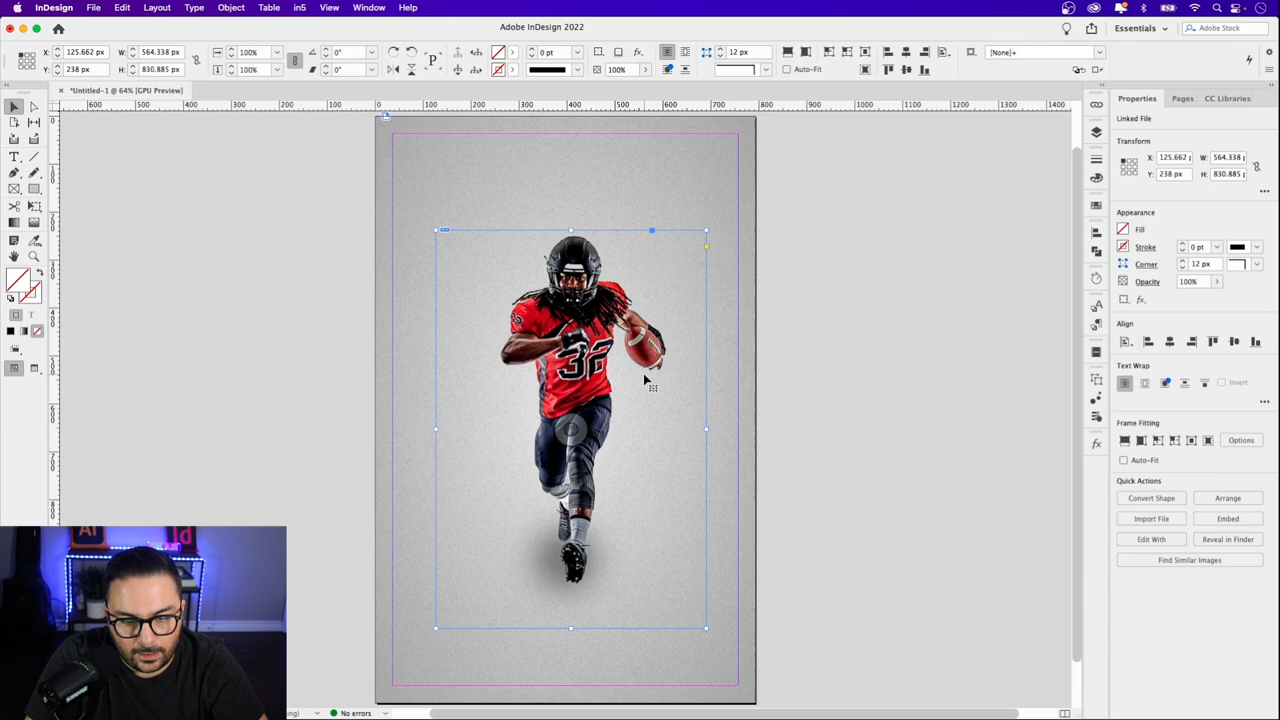 InDesign File Edit Layout Type Object Table in5 View Window Help
Adobe InDesign 2022
Essentials
Adobe Stock
X: 125.662 px W: 564.338 px 100% 0° P 0 pt fx. 12 px [None]+
Y: 238 px H: 830.885 px 100% 0° 100% Auto-Fit
*Untitled-1 @ 64% [GPU Preview]
600 500 400 300 200 100 0 100 200 300 400 500 600 700 800 900 1000 1100 1200 1300 1400
Properties Pages CC Libraries
Linked File
Transform
X: 125.662 W: 564.338
Y: 238 px H: 830.885
Appearance
Fill
Stroke 0 pt
Corner 12 px
Opacity 100%
fx.
Align
Text Wrap
Invert
Frame Fitting
Options
Auto-Fit
Quick Actions
Convert Shape Arrange
Import File Embed
Edit With Reveal in Finder
Find Similar Images
32
Ai
No errors